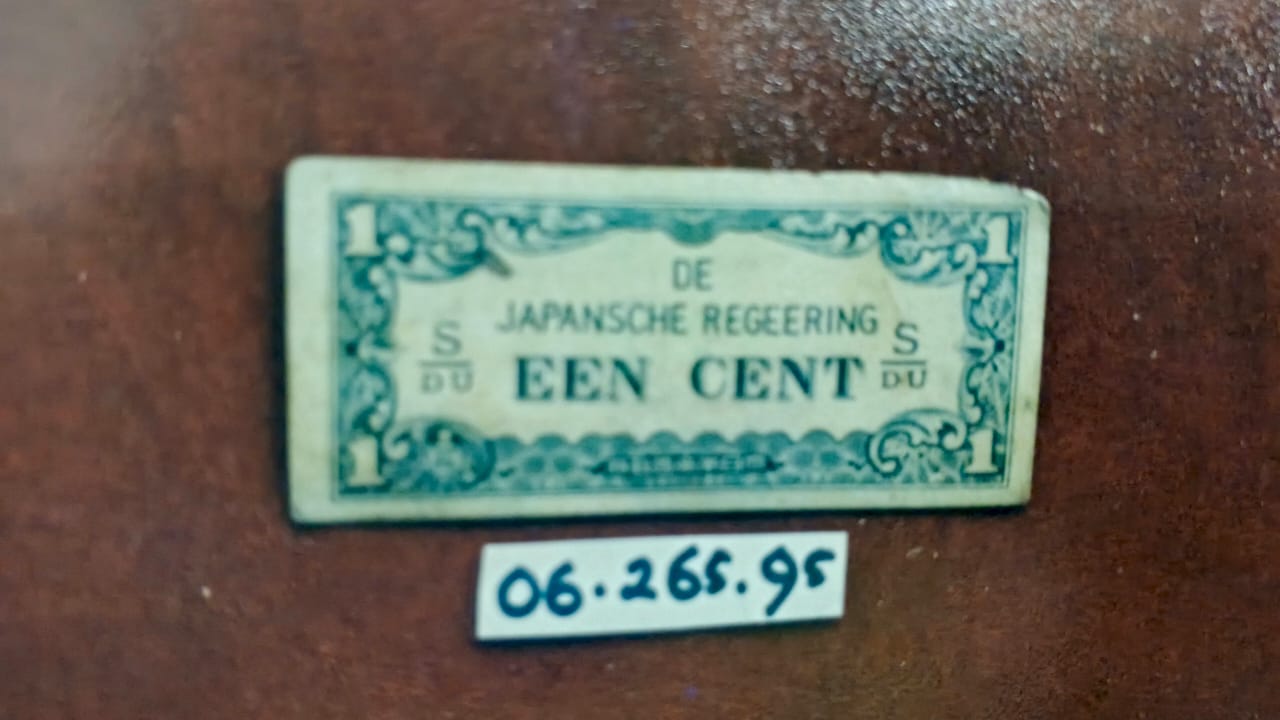 1 1
DE
JAPANSCHE REGEERING
S S
DU DU
EEN CENT
1 1
06.265.95